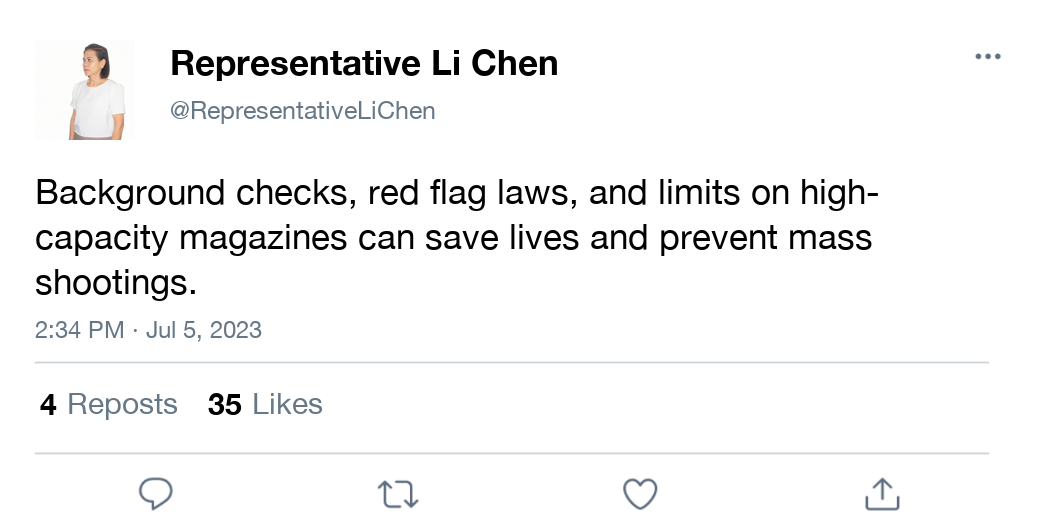 Representative Li Chen
@RepresentativeLiChen
Background checks, red flag laws, and limits on high-
capacity magazines can save lives and prevent mass
shootings.
2:34 PM · Jul 5, 2023
4 Reposts 35 Likes